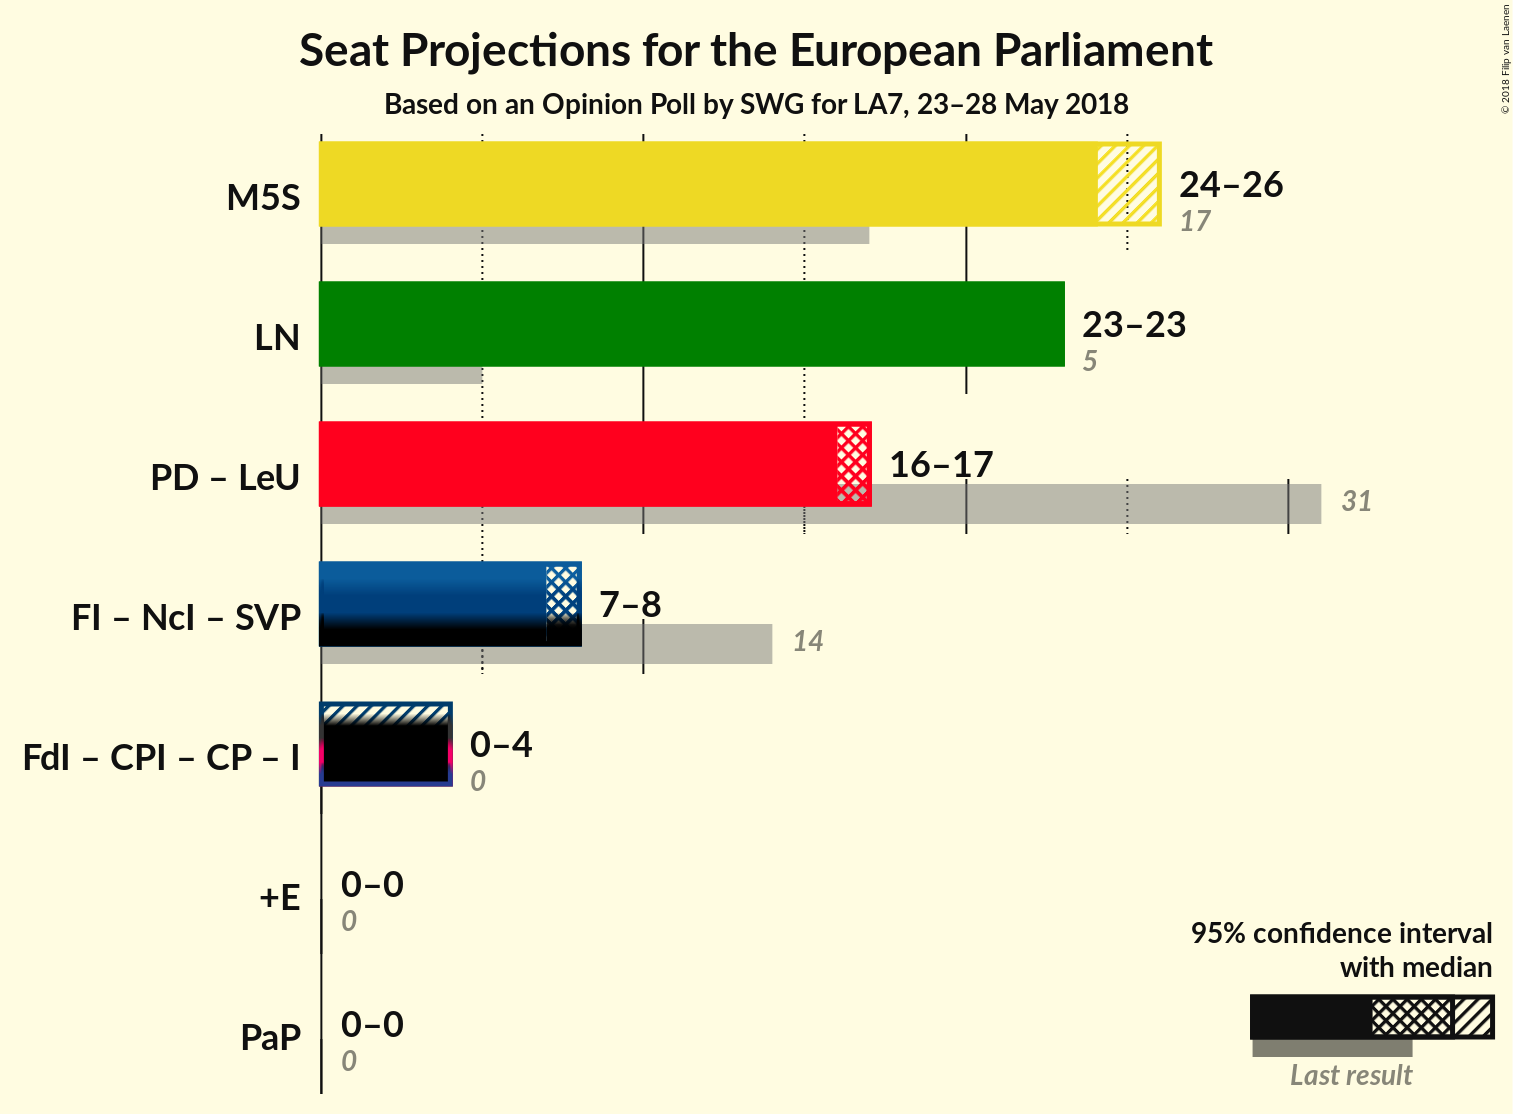 Seat Projections for the European Parliament
Based on an Opinion Poll by SWG for LA7, 23–28 May 2018
© 2018 Filip van Laenen
M5S
24–26
17
LN
23–23
5
PD – LeU
16–17
31
FI – NcI – SVP
7–8
14
FdI – CPI – CP – I
0–4
0
+E
0–0
0
PaP
0–0
0
95% confidence interval
with median
Last result